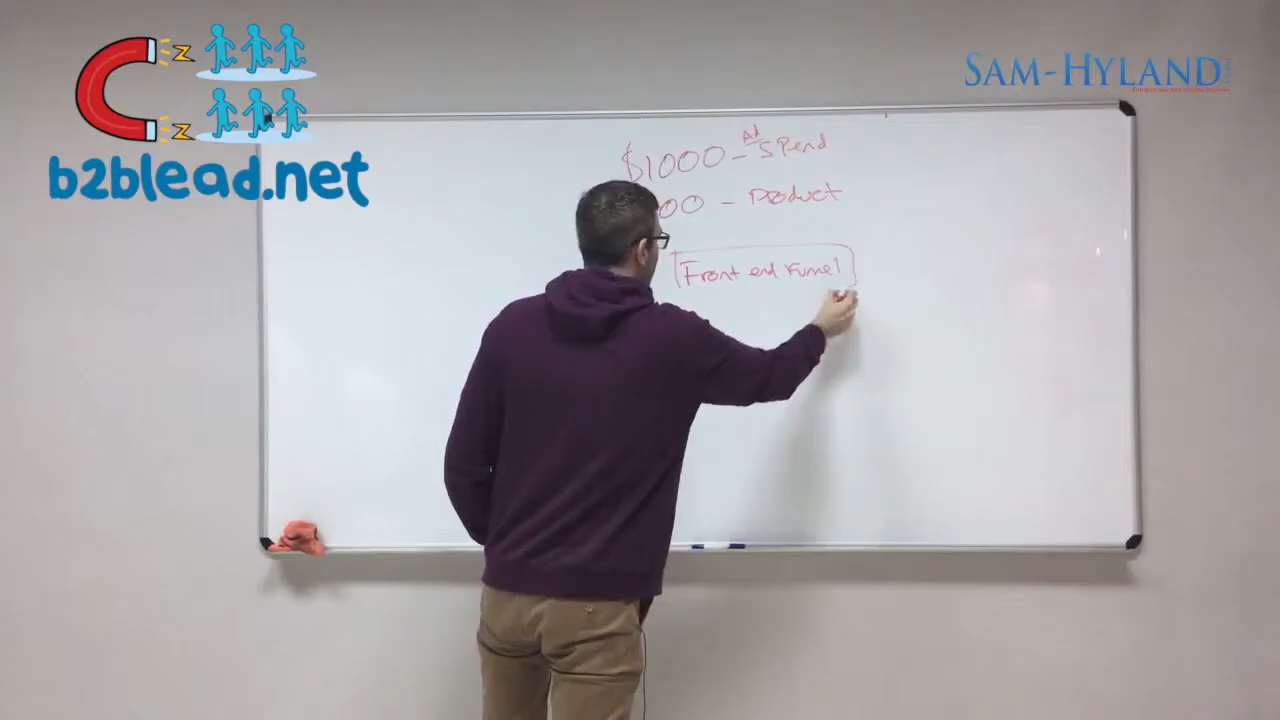 b2blead.net
SAM-HYLAND
$1000 - Ad Spend
00 - Product
Front end Funnel